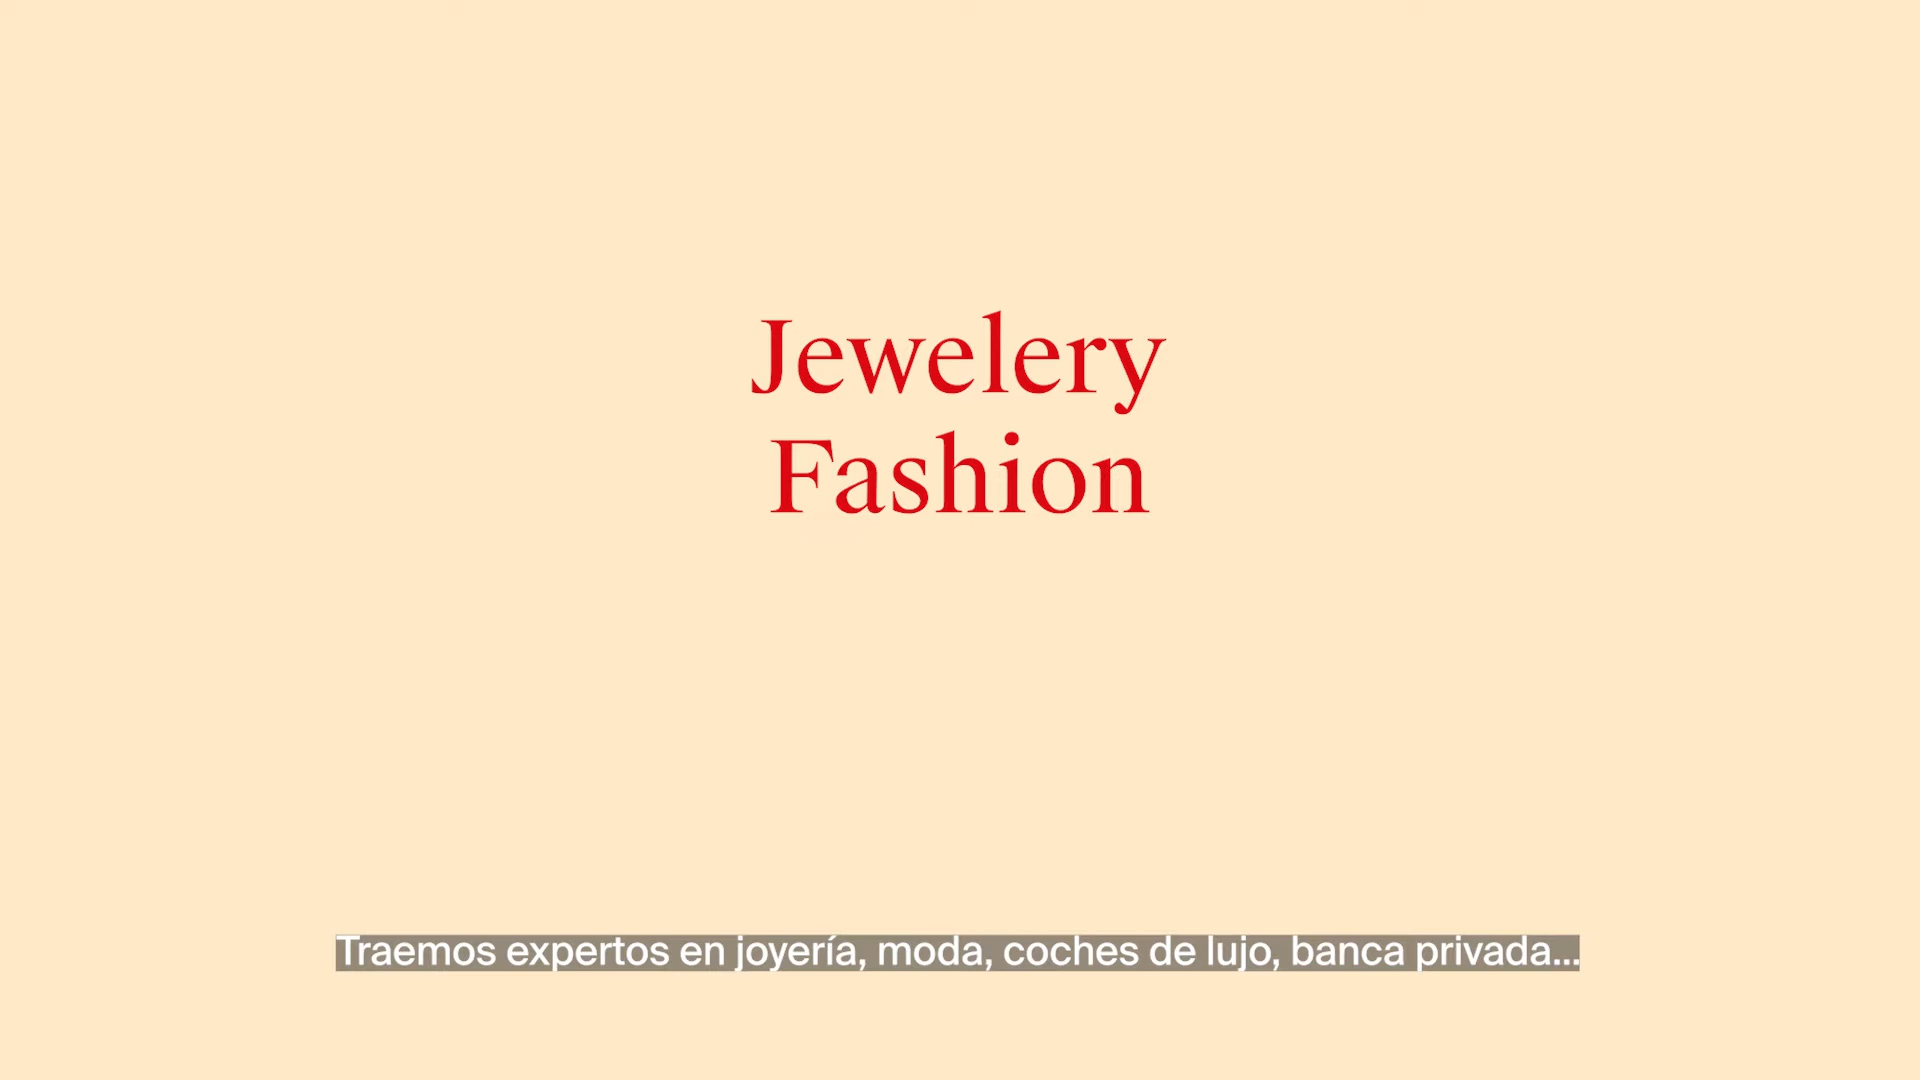 Jewelery
Fashion
Traemos expertos en joyería, moda, coches de lujo, banca privada...